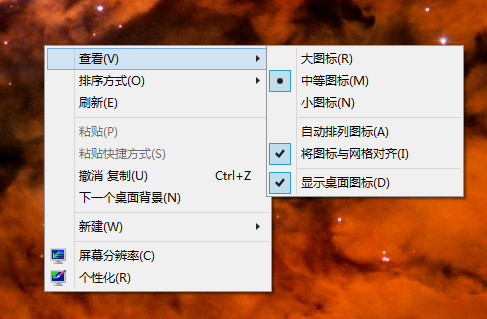 查看(V)
排序方式(O)
刷新(E)
粘贴(P)
粘贴快捷方式(S)
撤消 复制(U) Ctrl+Z
下一个桌面背景(N)
新建(W)
屏幕分辨率(C)
个性化(R)
大图标(R)
中等图标(M)
小图标(N)
自动排列图标(A)
将图标与网格对齐(I)
显示桌面图标(D)